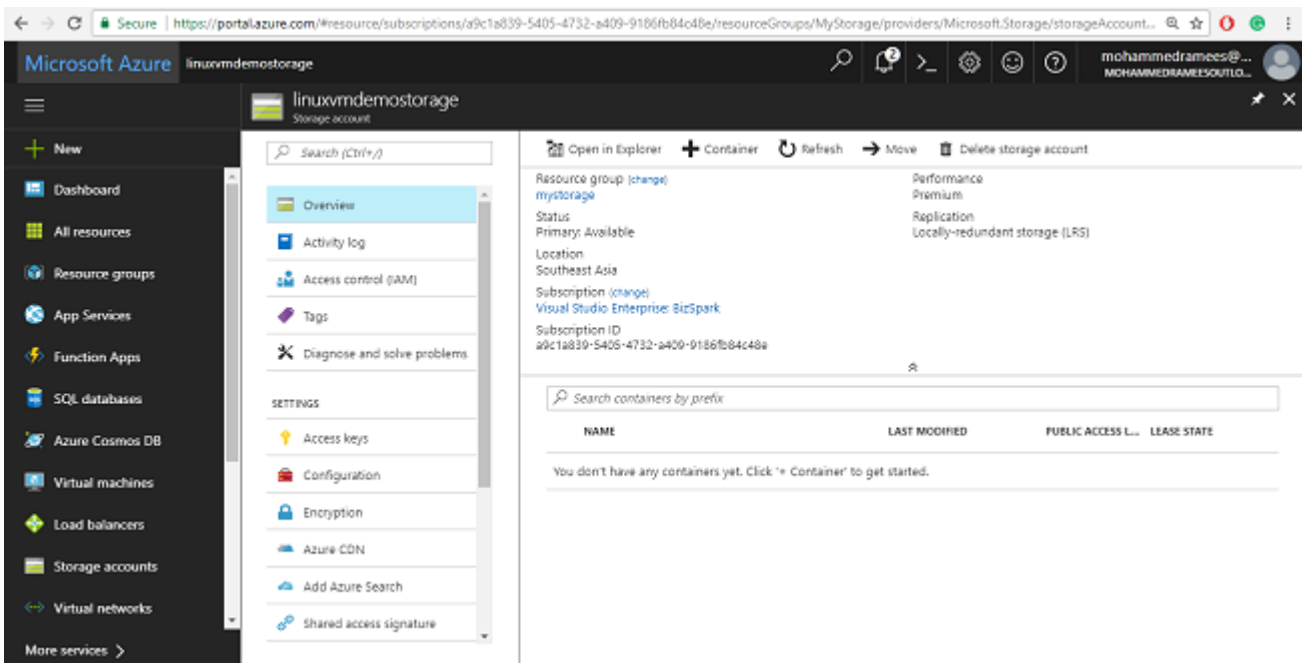 Secure | https://portal.azure.com/#resource/subscriptions/a9c1a839-5405-4732-a409-9186fb84c48e/resourceGroups/MyStorage/providers/Microsoft.Storage/storageAccount...
Microsoft Azure linuxvmdemostorage
2
mohammedramees@...
MOHAMMEDRAMEESOUTLO...
linuxvmdemostorage
Storage account
New
Dashboard
All resources
Resource groups
App Services
Function Apps
SQL databases
Azure Cosmos DB
Virtual machines
Load balancers
Storage accounts
Virtual networks
More services
Search (Ctrl+/)
Overview
Activity log
Access control (IAM)
Tags
Diagnose and solve problems
SETTINGS
Access keys
Configuration
Encryption
Azure CDN
Add Azure Search
Shared access signature
Open in Explorer Container Refresh Move Delete storage account
Resource group (change)
mystorage
Status
Primary: Available
Location
Southeast Asia
Subscription (change)
Visual Studio Enterprise: BizSpark
Subscription ID
a9c1a839-5405-4732-a409-9186fb84c48e
Performance
Premium
Replication
Locally-redundant storage (LRS)
Search containers by prefix
NAME LAST MODIFIED PUBLIC ACCESS L... LEASE STATE
You don't have any containers yet. Click '+ Container' to get started.